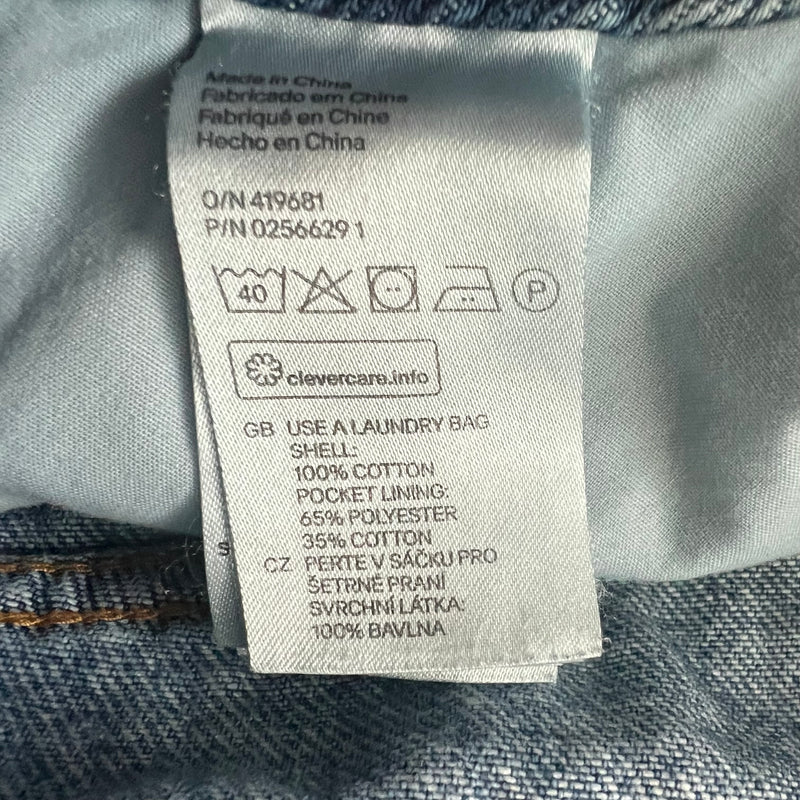 Made in China
Fabricado em China
Fabriqué en Chine
Hecho en China
O/N 419681
P/N 0256629 1
40 P
clevercare.info
GB USE A LAUNDRY BAG
SHELL:
100% COTTON
POCKET LINING:
65% POLYESTER
35% COTTON
CZ PERTE V SÁČKU PRO
ŠETRNÉ PRANÍ
SVRCHNÍ LÁTKA:
100% BAVLNA